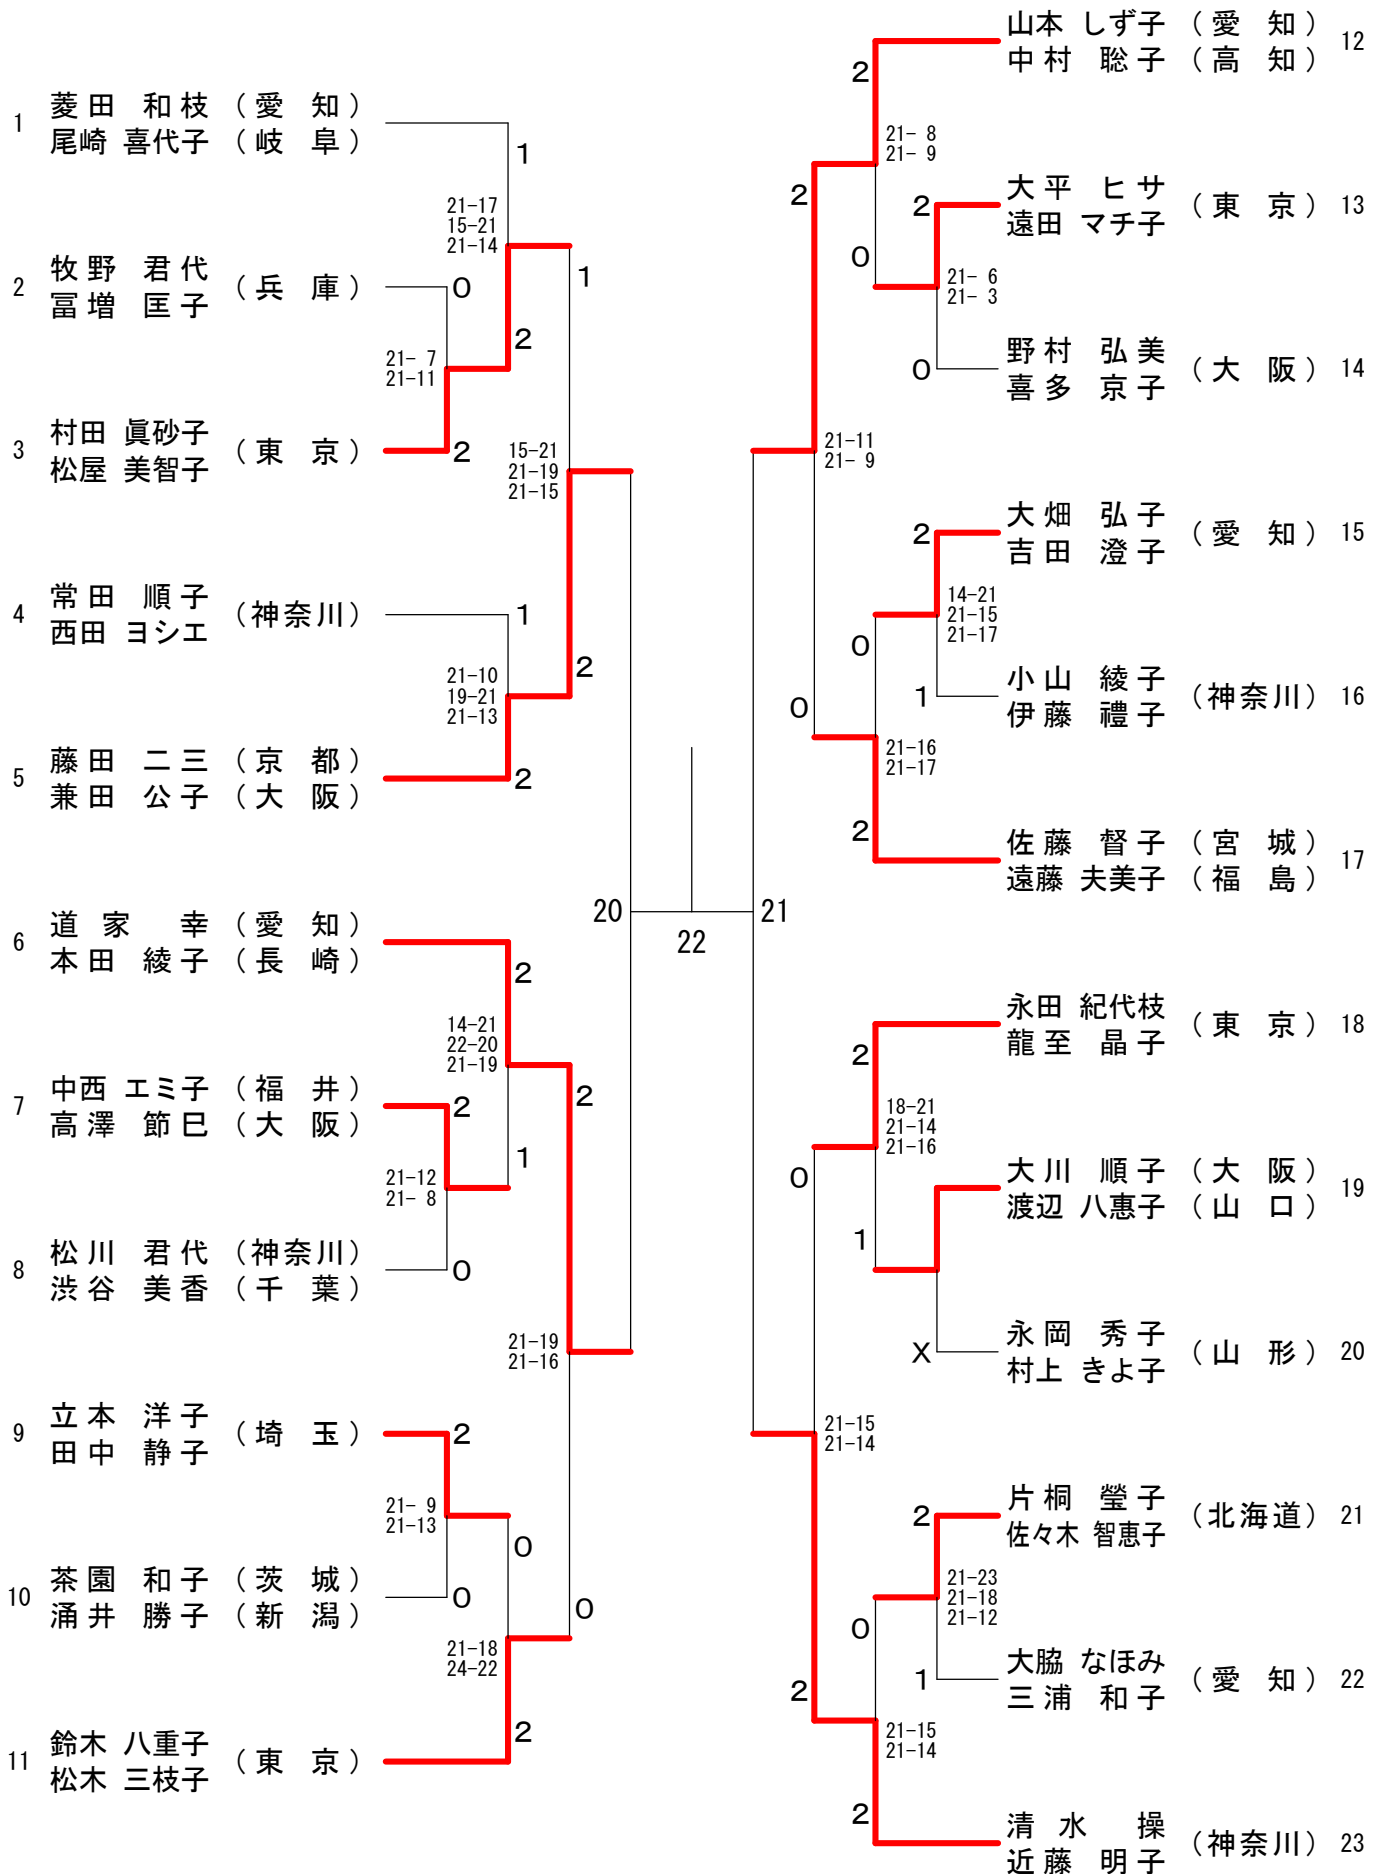 1 菱田 和枝 (愛 知)
尾崎 喜代子 (岐 阜)
1
21-17
15-21
21-14
2 牧野 君代
冨増 匡子 (兵 庫)
0
1
2
21- 7
21-11
3 村田 眞砂子
松屋 美智子 (東 京)
2
15-21
21-19
21-15
4 常田 順子
西田 ヨシエ (神奈川)
1
2
21-10
19-21
21-13
5 藤田 二三 (京 都)
兼田 公子 (大 阪)
2
6 道家 幸 (愛 知)
本田 綾子 (長 崎)
2
14-21
22-20
21-19
7 中西 エミ子 (福 井)
高澤 節巳 (大 阪)
2
2
1
21-12
21- 8
8 松川 君代 (神奈川)
渋谷 美香 (千 葉)
0
21-19
21-16
9 立本 洋子
田中 静子 (埼 玉)
2
21- 9
21-13
0
10 茶園 和子 (茨 城)
涌井 勝子 (新 潟)
0
0
21-18
24-22
11 鈴木 八重子
松木 三枝子 (東 京)
2
20
22
21
山本 しず子 (愛 知) 12
中村 聡子 (高 知)
2
21- 8
21- 9
2
大平 ヒサ
遠田 マチ子 (東 京) 13
2
0
21- 6
21- 3
野村 弘美
喜多 京子 (大 阪) 14
0
21-11
21- 9
大畑 弘子
吉田 澄子 (愛 知) 15
2
14-21
21-15
21-17
0
小山 綾子
伊藤 禮子 (神奈川) 16
1
0
21-16
21-17
佐藤 督子 (宮 城) 17
遠藤 夫美子 (福 島)
2
永田 紀代枝
龍至 晶子 (東 京) 18
2
18-21
21-14
21-16
0
大川 順子 (大 阪) 19
渡辺 八惠子 (山 口)
1
永岡 秀子
村上 きよ子 (山 形) 20
X
21-15
21-14
片桐 瑩子
佐々木 智恵子 (北海道) 21
2
21-23
21-18
21-12
0
大脇 なほみ
三浦 和子 (愛 知) 22
1
2
21-15
21-14
清水 操
近藤 明子 (神奈川) 23
2